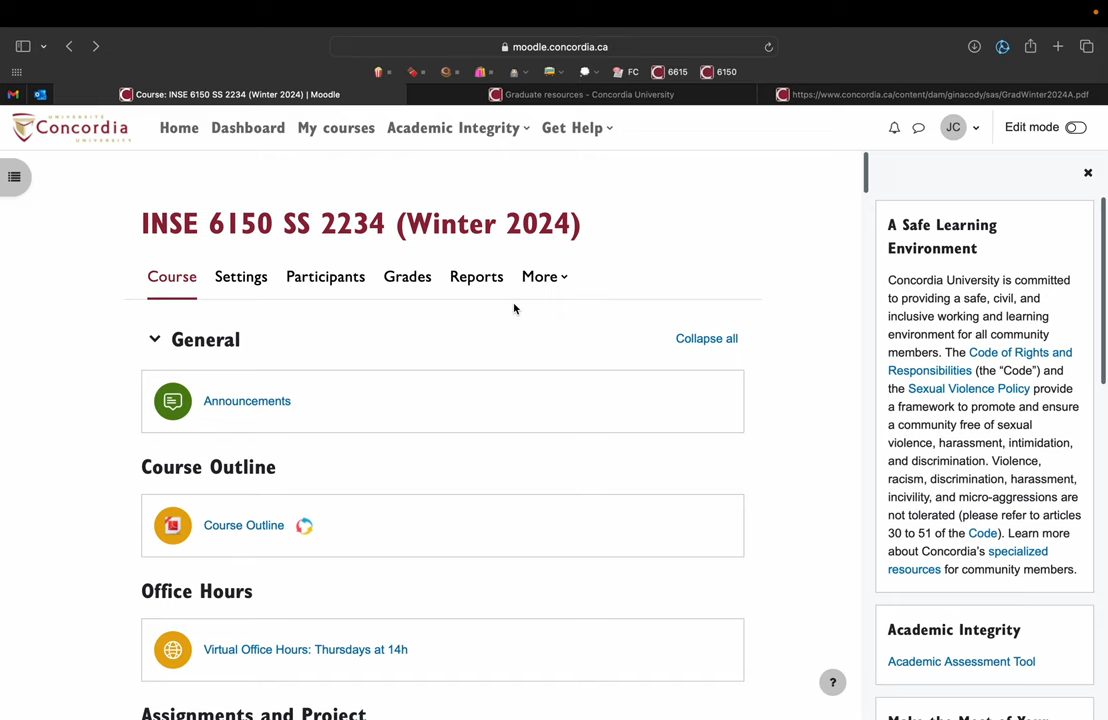 moodle.concordia.ca
FC 6615 6150
Course: INSE 6150 SS 2234 (Winter 2024) | Moodle
Graduate resources - Concordia University
https://www.concordia.ca/content/dam/ginacody/sas/GradWinter2024A.pdf
UNIVERSITÉ
Concordia
UNIVERSITY
Home Dashboard My courses Academic Integrity Get Help
JC
Edit mode
INSE 6150 SS 2234 (Winter 2024)
Course Settings Participants Grades Reports More
General
Collapse all
Announcements
Course Outline
Course Outline
Office Hours
Virtual Office Hours: Thursdays at 14h
Assignments and Project
A Safe Learning
Environment
Concordia University is committed
to providing a safe, civil, and
inclusive working and learning
environment for all community
members. The Code of Rights and
Responsibilities (the “Code”) and
the Sexual Violence Policy provide
a framework to promote and ensure
a community free of sexual
violence, harassment, intimidation,
and discrimination. Violence,
racism, discrimination, harassment,
incivility, and micro-aggressions are
not tolerated (please refer to articles
30 to 51 of the Code). Learn more
about Concordia’s specialized
resources for community members.
Academic Integrity
Academic Assessment Tool
Make the Most of Your
?